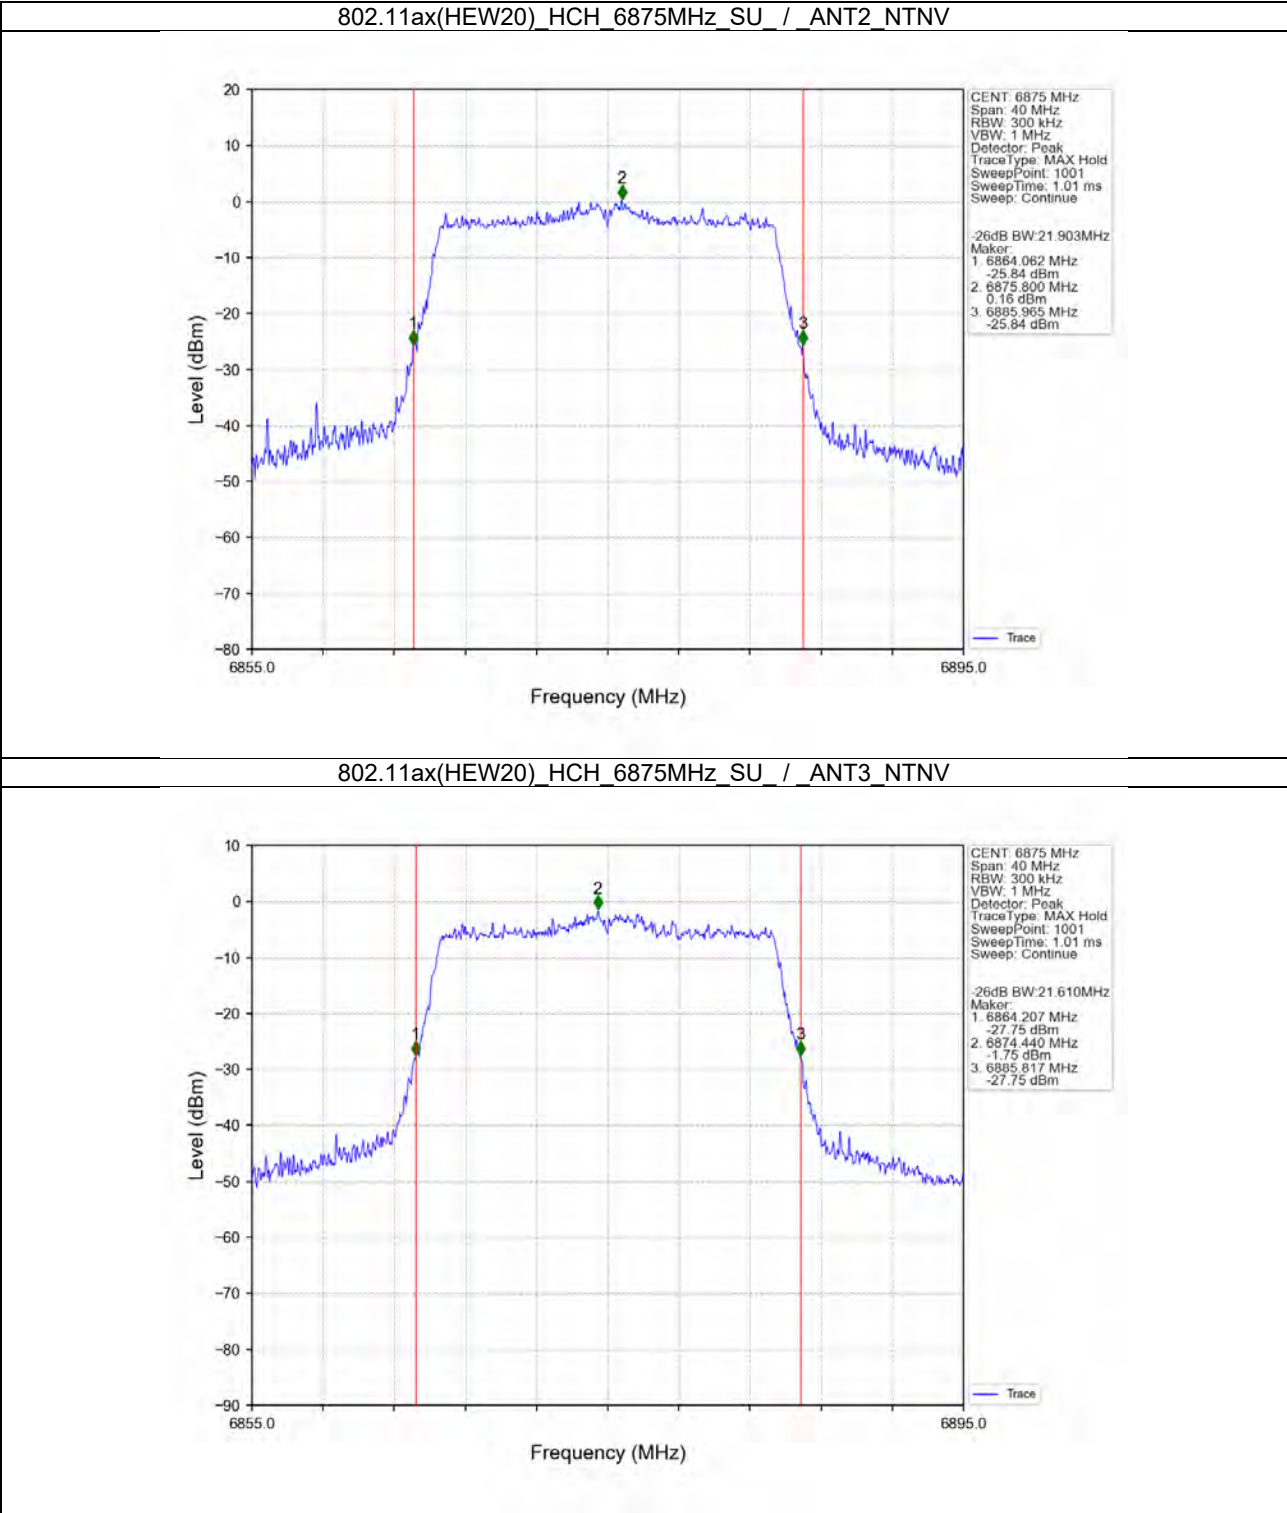 802.11ax(HEW20)_HCH_6875MHz_SU_ / _ANT2_NTNV
20
10
0
−10
−20
−30
−40
−50
−60
−70
−80
Level (dBm)
1
2
3
6855.0
6895.0
Frequency (MHz)
CENT: 6875 MHz
Span: 40 MHz
RBW: 300 kHz
VBW: 1 MHz
Detector: Peak
TraceType: MAX Hold
SweepPoint: 1001
SweepTime: 1.01 ms
Sweep: Continue
-26dB BW:21.903MHz
Maker:
1. 6864.062 MHz
-25.84 dBm
2. 6875.800 MHz
0.16 dBm
3. 6885.965 MHz
-25.84 dBm
Trace
802.11ax(HEW20)_HCH_6875MHz_SU_ / _ANT3_NTNV
10
0
−10
−20
−30
−40
−50
−60
−70
−80
−90
Level (dBm)
1
2
3
6855.0
6895.0
Frequency (MHz)
CENT: 6875 MHz
Span: 40 MHz
RBW: 300 kHz
VBW: 1 MHz
Detector: Peak
TraceType: MAX Hold
SweepPoint: 1001
SweepTime: 1.01 ms
Sweep: Continue
-26dB BW:21.610MHz
Maker:
1. 6864.207 MHz
-27.75 dBm
2. 6874.440 MHz
-1.75 dBm
3. 6885.817 MHz
-27.75 dBm
Trace